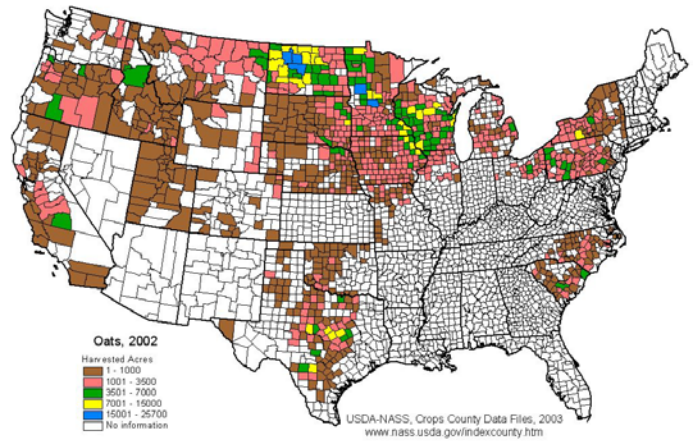 Oats, 2002
Harvested Acres
1 - 1000
1001 - 3500
3501 - 7000
7001 - 15000
15001 - 25700
No information
USDA-NASS, Crops County Data Files, 2003
www.nass.usda.gov/indexcounty.htm